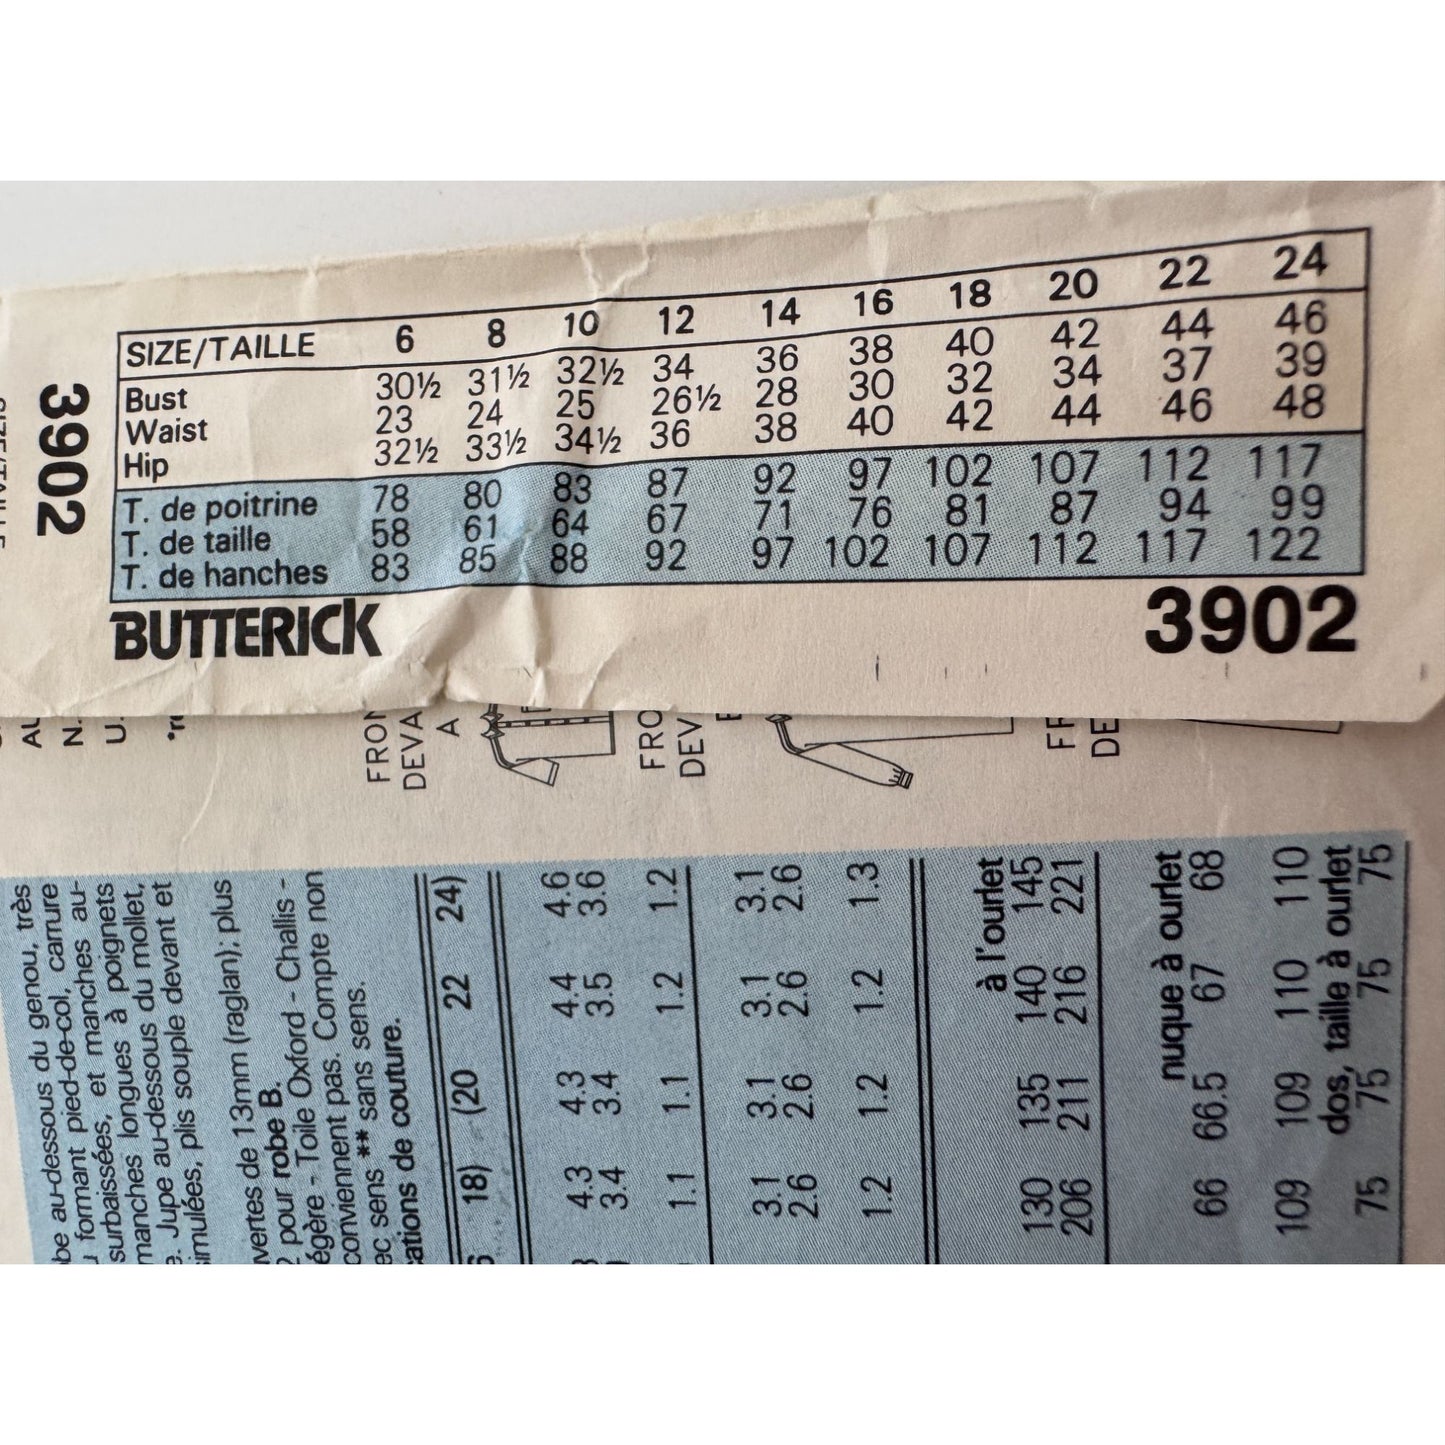 SIZE/TAILLE 6 8 10 12 14 16 18 20 22 24
Bust 30½ 31½ 32½ 34 36 38 40 42 44 46
Waist 23 24 25 26½ 28 30 32 34 37 39
Hip 32½ 33½ 34½ 36 38 40 42 44 46 48
T. de poitrine 78 80 83 87 92 97 102 107 112 117
T. de taille 58 61 64 67 71 76 81 87 94 99
T. de hanches 83 85 88 92 97 102 107 112 117 122
BUTTERICK 3902
3902
FRO
DEVA
A
FRO
DEV
DE
au-dessous du genou, très
formant pied-de-col, carrure
surbaissées, et manches au-
manches longues à poignets
Jupe au-dessous du mollet,
plis souple devant et
de 13mm (raglan); plus
pour robe B.
- Toile Oxford - Challis -
conviennent pas. Compte non
sens ** sans sens.
de couture.
18) (20 22 24)
4.3 4.3 4.4 4.6
3.4 3.4 3.5 3.6
1.1 1.1 1.2 1.2
3.1 3.1 3.1 3.1
2.6 2.6 2.6 2.6
1.2 1.2 1.2 1.3
à l'ourlet
130 135 140 145
206 211 216 221
nuque à ourlet
66 66.5 67 68
109 109 110 110
dos, taille à ourlet
75 75 75 75